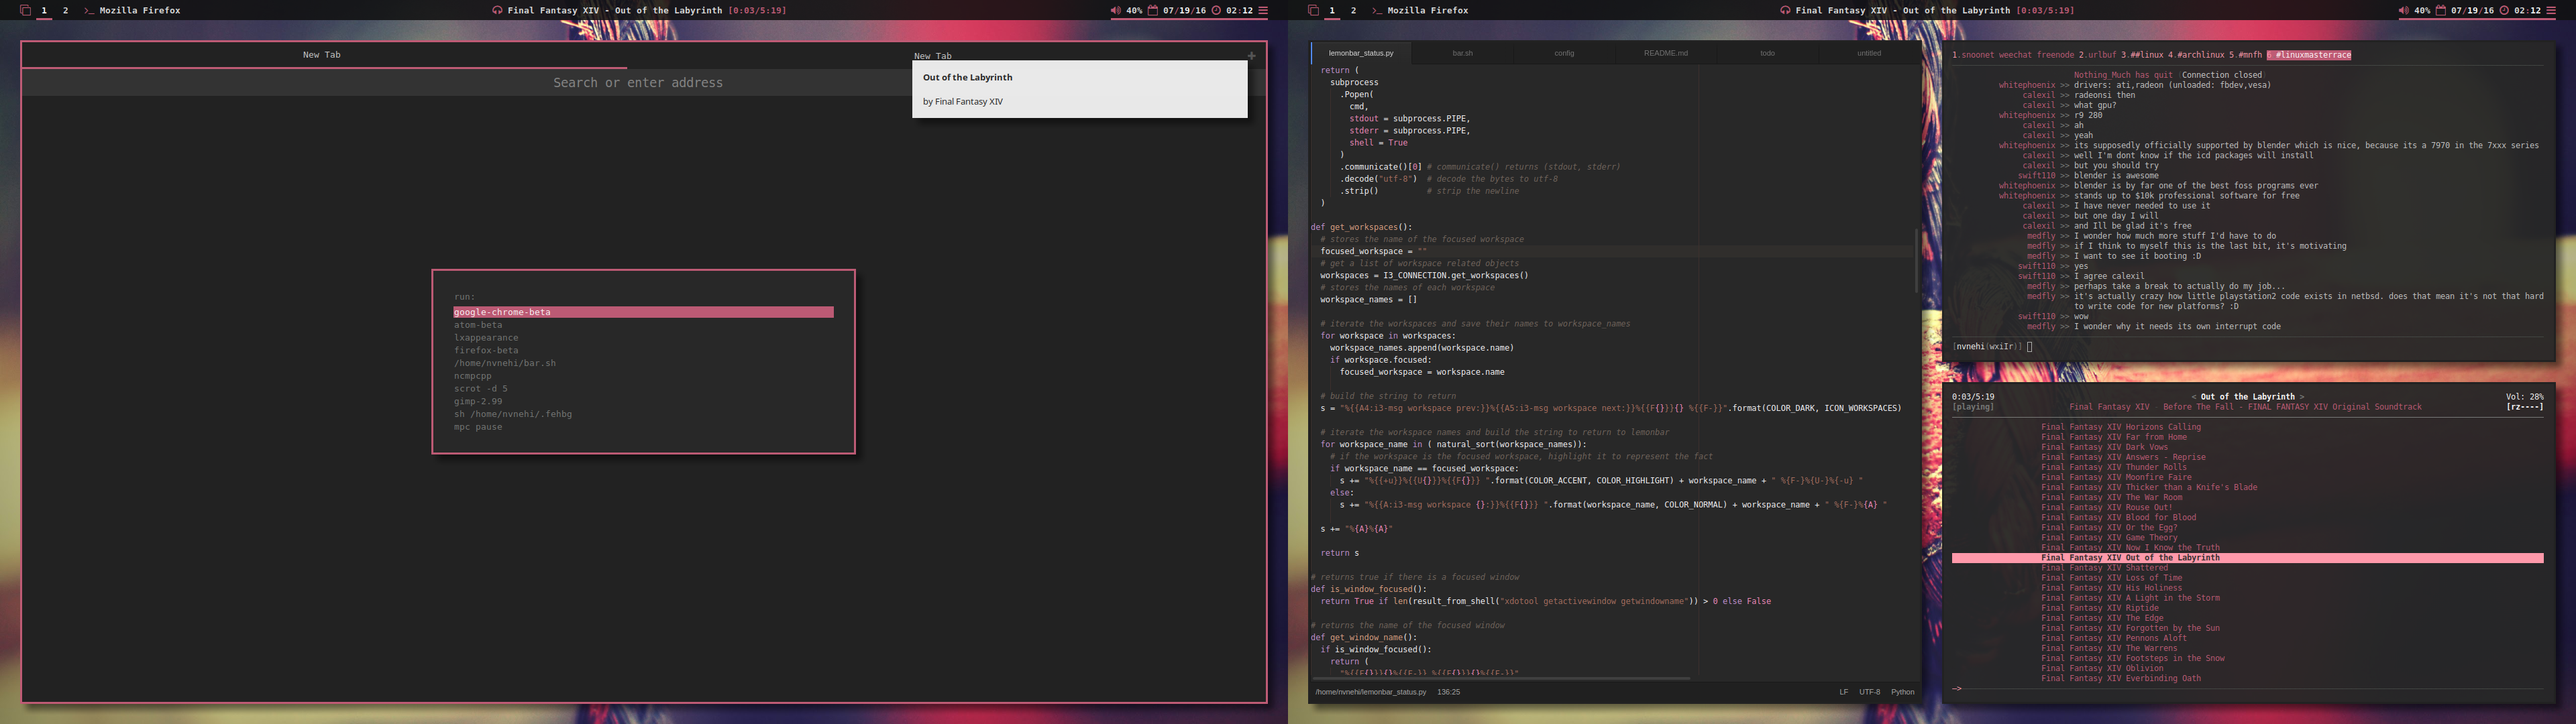 1 2 >_ Mozilla Firefox
Final Fantasy XIV - Out of the Labyrinth [0:03/5:19]
40% 07/19/16 02:12
New Tab
New Tab +
Search or enter address
Out of the Labyrinth
by Final Fantasy XIV
run:
google-chrome-beta
atom-beta
lxappearance
firefox-beta
/home/nvnehi/bar.sh
ncmpcpp
scrot -d 5
gimp-2.99
sh /home/nvnehi/.fehbg
mpc pause
1 2 >_ Mozilla Firefox
Final Fantasy XIV - Out of the Labyrinth [0:03/5:19]
40% 07/19/16 02:12
lemonbar_status.py bar.sh config README.md todo untitled
return (
subprocess
.Popen(
cmd,
stdout = subprocess.PIPE,
stderr = subprocess.PIPE,
shell = True
)
.communicate()[0] # communicate() returns (stdout, stderr)
.decode("utf-8") # decode the bytes to utf-8
.strip() # strip the newline
)
def get_workspaces():
# stores the name of the focused workspace
focused_workspace = ""
# get a list of workspace related objects
workspaces = I3_CONNECTION.get_workspaces()
# stores the names of each workspace
workspace_names = []
# iterate the workspaces and save their names to workspace_names
for workspace in workspaces:
workspace_names.append(workspace.name)
if workspace.focused:
focused_workspace = workspace.name
# build the string to return
s = "%{{A4:i3-msg workspace prev:}}%{{A5:i3-msg workspace next:}}%{{F{}}}{} %{{F-}}".format(COLOR_DARK, ICON_WORKSPACES)
# iterate the workspace names and build the string to return to lemonbar
for workspace_name in ( natural_sort(workspace_names)):
# if the workspace is the focused workspace, highlight it to represent the fact
if workspace_name == focused_workspace:
s += "%{{+u}}%{{U{}}}%{{F{}}} ".format(COLOR_ACCENT, COLOR_HIGHLIGHT) + workspace_name + " %{F-}%{U-}%{-u} "
else:
s += "%{{A:i3-msg workspace {}:}}%{{F{}}} ".format(workspace_name, COLOR_NORMAL) + workspace_name + " %{F-}%{A} "
s += "%{A}%{A}"
return s
# returns true if there is a focused window
def is_window_focused():
return True if len(result_from_shell("xdotool getactivewindow getwindowname")) > 0 else False
# returns the name of the focused window
def get_window_name():
if is_window_focused():
return (
"%{{F{}}}{}%{{F-}} %{{F{}}}{}%{{F-}}"
/home/nvnehi/lemonbar_status.py 136:25 LF UTF-8 Python
1.snoonet weechat freenode 2.urlbuf 3.##linux 4.#archlinux 5.#mnfh #linuxmasterrace
Nothing_Much has quit (Connection closed)
whitephoenix >> drivers: ati,radeon (unloaded: fbdev,vesa)
calexil >> radeonsi then
calexil >> what gpu?
whitephoenix >> r9 280
calexil >> ah
calexil >> yeah
whitephoenix >> its supposedly officially supported by blender which is nice, because its a 7970 in the 7xxx series
calexil >> well I'm dont know if the icd packages will install
calexil >> but you should try
swift110 >> blender is awesome
whitephoenix >> blender is by far one of the best foss programs ever
whitephoenix >> stands up to $10k professional software for free
calexil >> I have never needed to use it
calexil >> but one day I will
calexil >> and Ill be glad it's free
medfly >> I wonder how much more stuff I'd have to do
medfly >> if I think to myself this is the last bit, it's motivating
medfly >> I want to see it booting :D
swift110 >> yes
swift110 >> I agree calexil
medfly >> perhaps take a break to actually do my job...
medfly >> it's actually crazy how little playstation2 code exists in netbsd. does that mean it's not that hard
to write code for new platforms? :D
swift110 >> wow
medfly >> I wonder why it needs its own interrupt code
[nvnehi(wxiIr)]
0:03/5:19 < Out of the Labyrinth > Vol: 28%
[playing] Final Fantasy XIV Before The Fall - FINAL FANTASY XIV Original Soundtrack [rz----]
Final Fantasy XIV Horizons Calling
Final Fantasy XIV Far from Home
Final Fantasy XIV Dark Vows
Final Fantasy XIV Answers - Reprise
Final Fantasy XIV Thunder Rolls
Final Fantasy XIV Moonfire Faire
Final Fantasy XIV Thicker than a Knife's Blade
Final Fantasy XIV The War Room
Final Fantasy XIV Rouse Out!
Final Fantasy XIV Blood for Blood
Final Fantasy XIV Or the Egg?
Final Fantasy XIV Game Theory
Final Fantasy XIV Now I Know the Truth
Final Fantasy XIV Out of the Labyrinth
Final Fantasy XIV Shattered
Final Fantasy XIV Loss of Time
Final Fantasy XIV His Holiness
Final Fantasy XIV A Light in the Storm
Final Fantasy XIV Riptide
Final Fantasy XIV The Edge
Final Fantasy XIV Forgotten by the Sun
Final Fantasy XIV Pennons Aloft
Final Fantasy XIV The Warrens
Final Fantasy XIV Footsteps in the Snow
Final Fantasy XIV Oblivion
Final Fantasy XIV Everbinding Oath